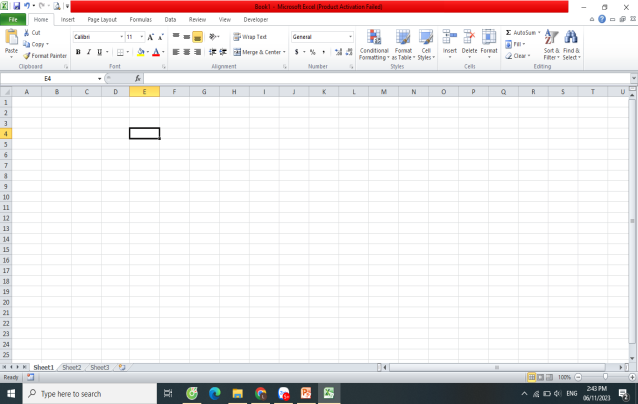 Book1 - Microsoft Excel (Product Activation Failed)
File Home Insert Page Layout Formulas Data Review View Developer
Cut
Copy
Format Painter
Paste
Clipboard
Calibri 11
B I U
Font
Wrap Text
Merge & Center
Alignment
General
$ % ,
Number
Conditional Formatting
Format as Table
Cell Styles
Styles
Insert Delete Format
Cells
AutoSum
Fill
Clear
Sort & Filter
Find & Select
Editing
E4 fx
A B C D E F G H I J K L M N O P Q R S T U
1
2
3
4
5
6
7
8
9
10
11
12
13
14
15
16
17
18
19
20
21
22
23
24
25
Sheet1 Sheet2 Sheet3
Ready 100%
Type here to search
ENG
2:43 PM
06/11/2023